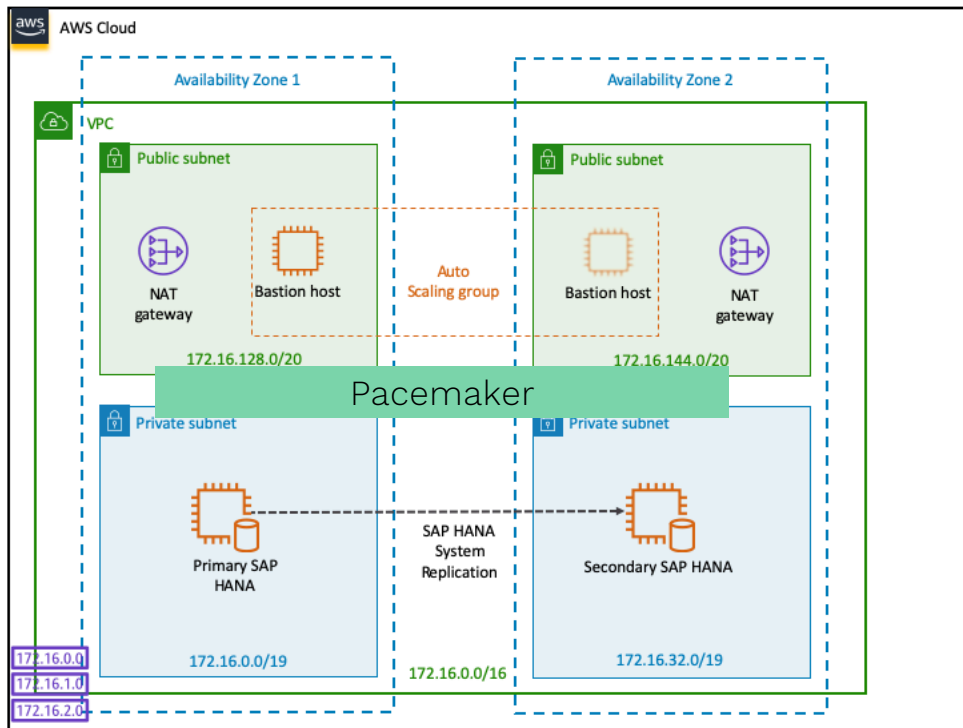 aws
AWS Cloud
Availability Zone 1
Availability Zone 2
VPC
Public subnet
Public subnet
NAT
gateway
Bastion host
Auto
Scaling group
Bastion host
NAT
gateway
172.16.128.0/20
172.16.144.0/20
Pacemaker
Private subnet
Private subnet
Primary SAP
HANA
SAP HANA
System
Replication
Secondary SAP HANA
172.16.0.0/19
172.16.0.0/16
172.16.32.0/19
172.16.0.0
172.16.1.0
172.16.2.0